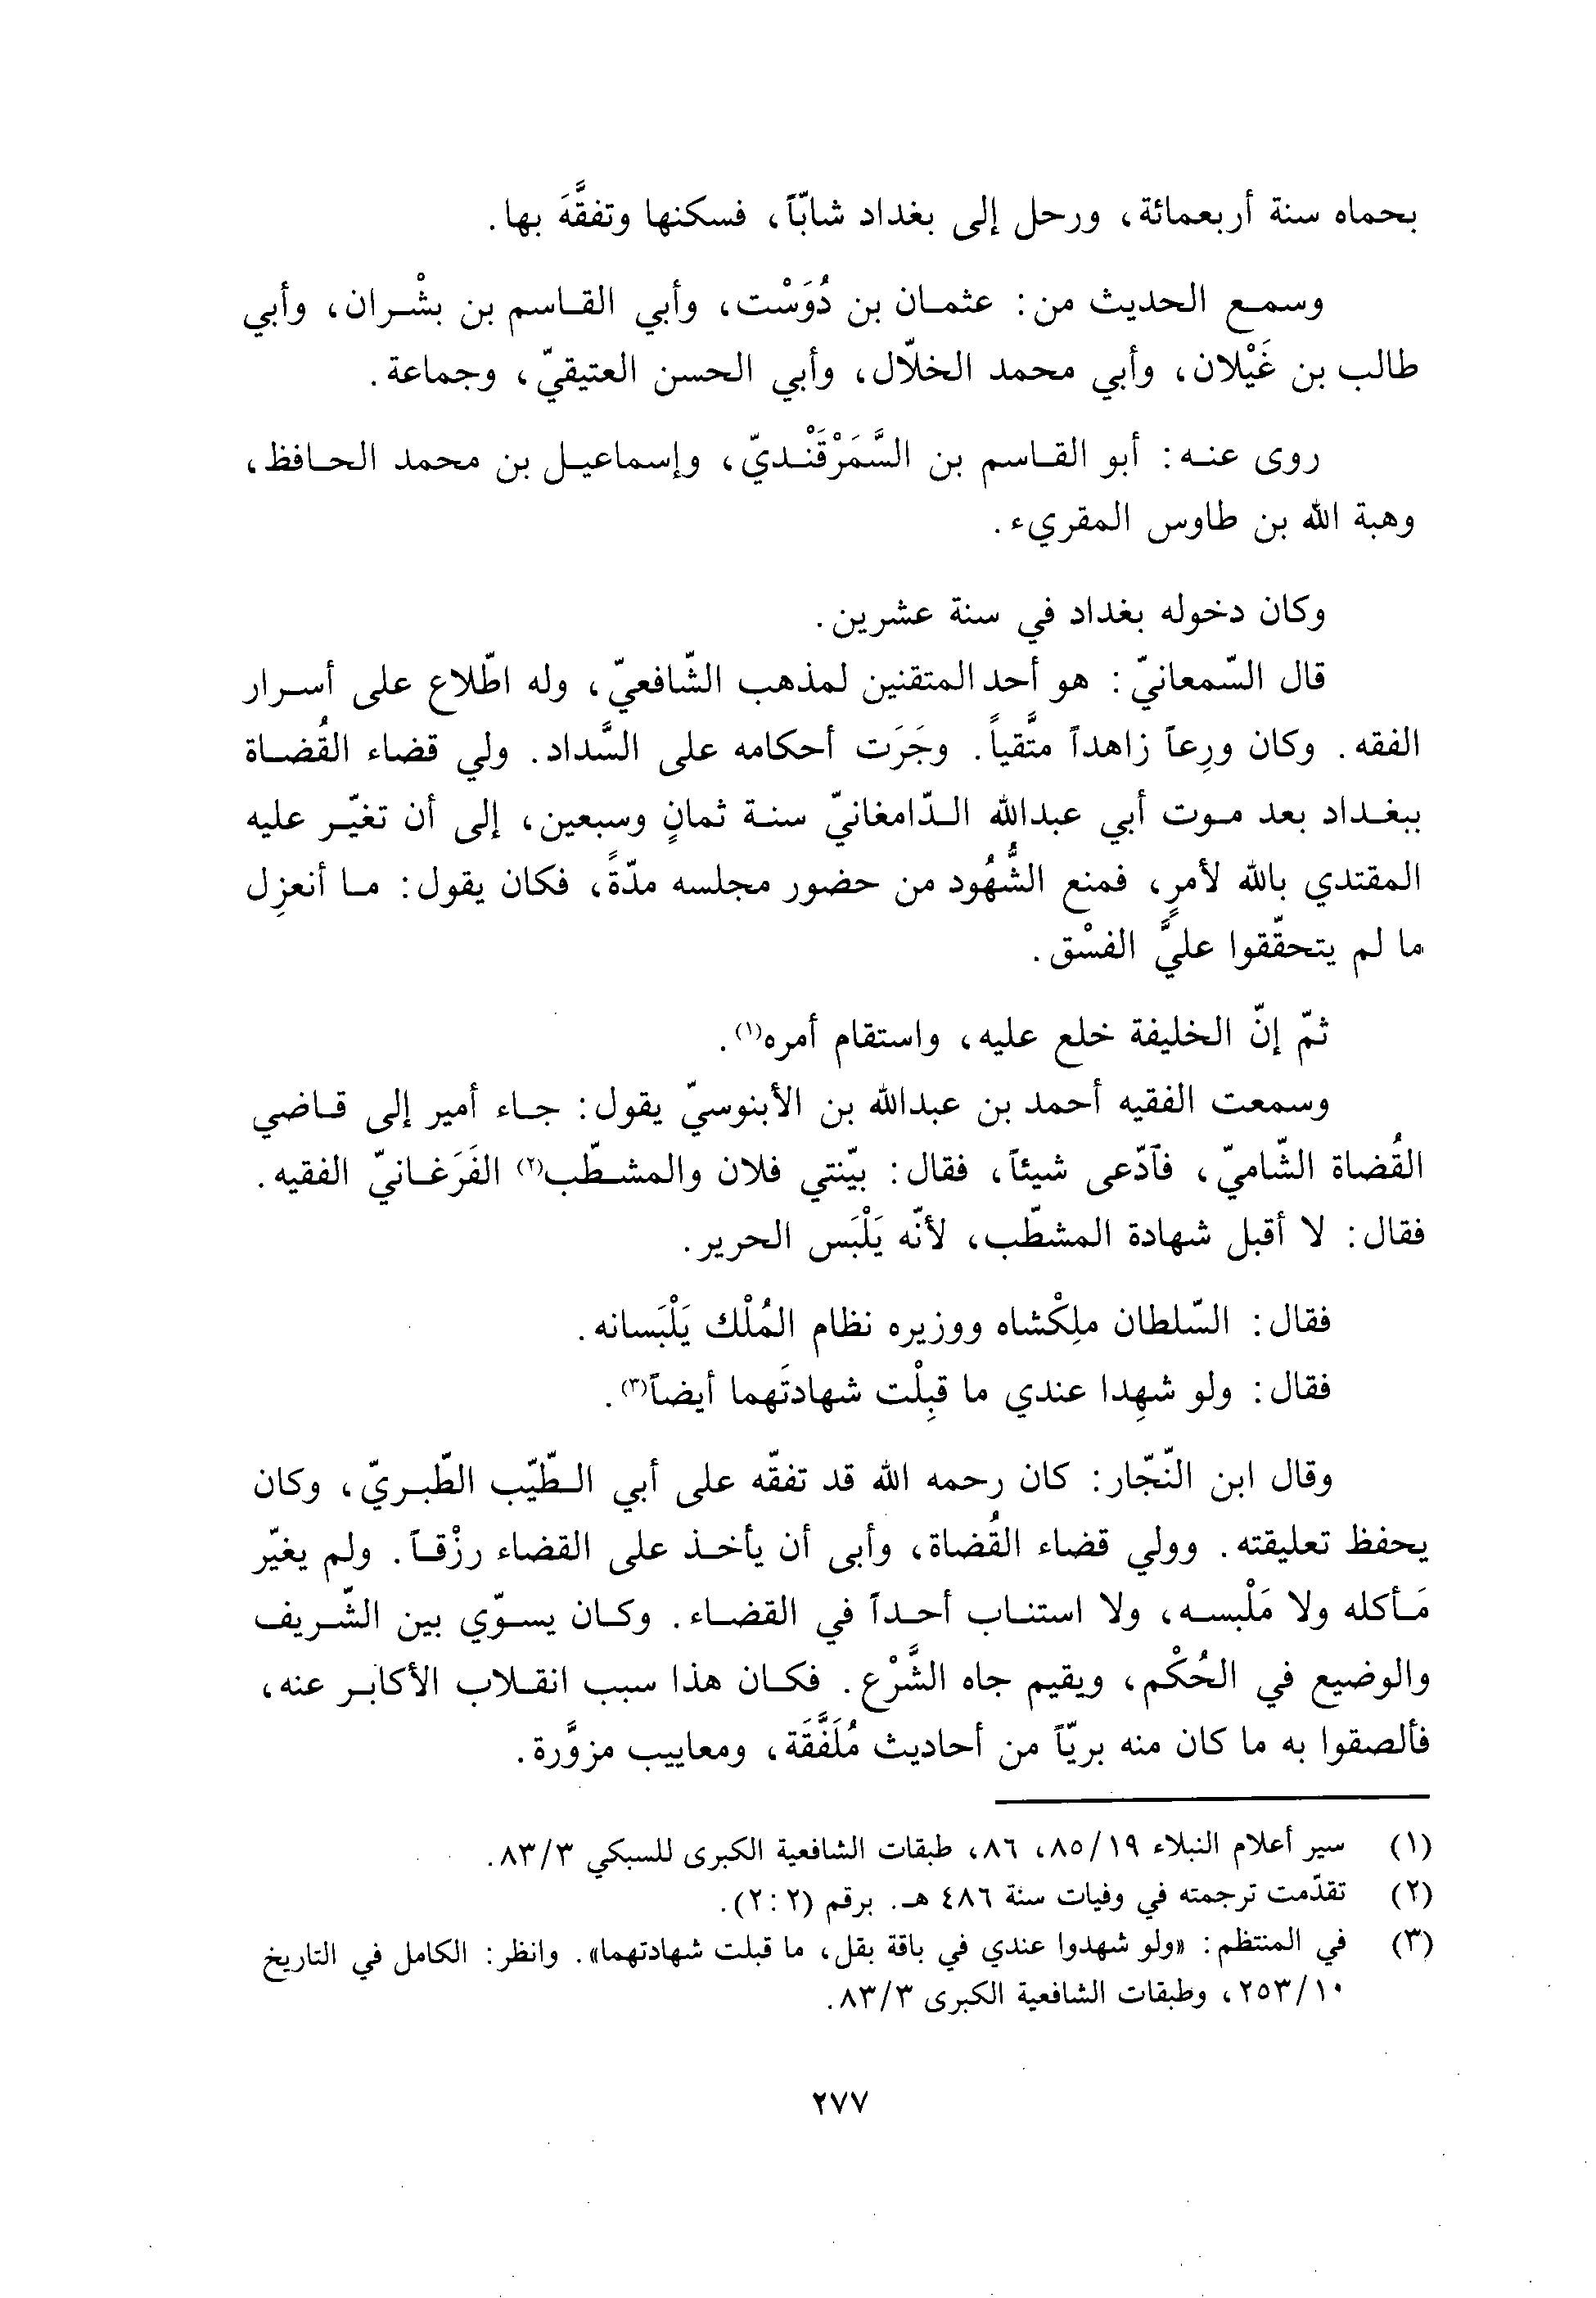 بحماه سنة أربعمائة، ورحل إلى بغداد شابّاً، فسكنها وتفقَّهَ بها.
وسمع الحديث من: عثمان بن دُوَسْت، وأبي القاسم بن بشْران، وأبي
طالب بن غَيْلان، وأبي محمد الخلّال، وأبي الحسن العتيقيّ، وجماعة.
روى عنه: أبو القاسم بن السَّمَرْقَنْديّ، وإسماعيل بن محمد الحافظ،
وهبة الله بن طاوس المقريء.
وكان دخوله بغداد في سنة عشرين.
قال السّمعانيّ: هو أحد المتقنين لمذهب الشّافعيّ، وله اطّلاع على أسرار
الفقه. وكان ورِعاً زاهداً متَّقياً. وجَرَت أحكامه على السَّداد. ولي قضاء القُضاة
ببغداد بعد موت أبي عبدالله الدّامغانيّ سنة ثمانٍ وسبعين، إلى أن تغيّر عليه
المقتدي بالله لأمرٍ، فمنع الشُّهُود من حضور مجلسه مدّةً، فكان يقول: ما أنعزِل
ما لم يتحقّقوا عليَّ الفسْق.
ثمّ إنّ الخليفة خلع عليه، واستقام أمره(١).
وسمعت الفقيه أحمد بن عبدالله بن الأبنوسيّ يقول: جاء أمير إلى قاضي
القُضاة الشّاميّ، فآدّعى شيئاً، فقال: بيّنتي فلان والمشطّب(٢) الفَرَغانيّ الفقيه.
فقال: لا أقبل شهادة المشطّب، لأنّه يَلْبَس الحرير.
فقال: السّلطان ملِكْشاه ووزيره نظام المُلْك يَلْبَسانه.
فقال: ولو شهِدا عندي ما قبِلْت شهادتَهما أيضاً(٣).
وقال ابن النّجّار: كان رحمه الله قد تفقّه على أبي الطّيّب الطّبريّ، وكان
يحفظ تعليقته. وولي قضاء القُضاة، وأبى أن يأخذ على القضاء رزْقاً. ولم يغيّر
مَأكله ولا مَلْبسه، ولا استناب أحداً في القضاء. وكان يسوّي بين الشّريف
والوضيع في الحُكْم، ويقيم جاه الشَّرْع. فكان هذا سبب انقلاب الأكابر عنه،
فألصقوا به ما كان منه بريّاً من أحاديث مُلَفَّقَة، ومعاييب مزوَّرة.
(١) سير أعلام النبلاء ٨٥/١٩، ٨٦، طبقات الشافعية الكبرى للسبكي ٨٣/٣.
(٢) تقدّمت ترجمته في وفيات سنة ٤٨٦ هـ. برقم (٢:٢).
(٣) في المنتظم: «ولو شهدوا عندي في باقة بقل، ما قبلت شهادتهما». وانظر: الكامل في التاريخ
٢٥٣/١٠، وطبقات الشافعية الكبرى ٨٣/٣.
٢٧٧